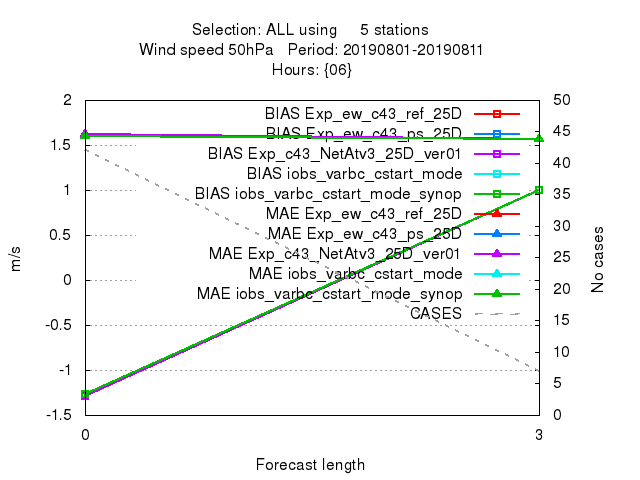 Selection: ALL using 5 stations
Wind speed 50hPa Period: 20190801-20190811
Hours: {06}
2
1.5
1
0.5
0
-0.5
-1
-1.5
m/s
50
45
40
35
30
25
20
15
10
5
0
No cases
BIAS Exp_ew_c43_ref_25D
BIAS Exp_ew_c43_ps_25D
BIAS Exp_c43_NetAtv3_25D_ver01
BIAS iobs_varbc_cstart_mode
BIAS iobs_varbc_cstart_mode_synop
MAE Exp_ew_c43_ref_25D
MAE Exp_ew_c43_ps_25D
MAE Exp_c43_NetAtv3_25D_ver01
MAE iobs_varbc_cstart_mode
MAE iobs_varbc_cstart_mode_synop
CASES
0 3
Forecast length